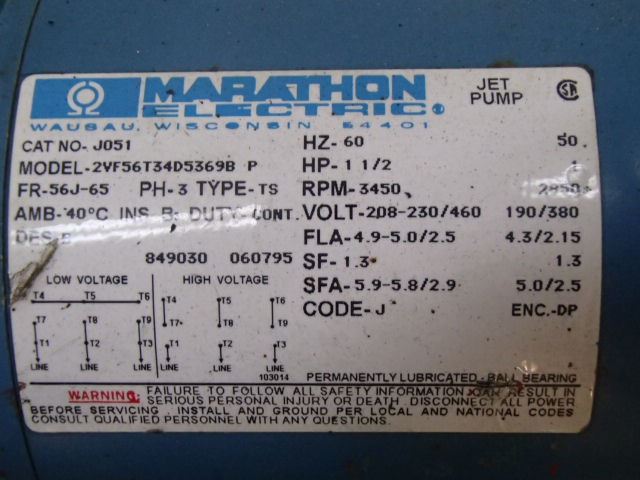 MARATHON
ELECTRIC.
WAUSAU, WISCONSIN 54401
JET
PUMP
CAT NO- J051
HZ-60 50
MODEL-2VF56T34D5369B P
HP-1 1/2 1
FR-56J-65 PH-3 TYPE-TS
RPM-3450 2850
AMB-40°C INS B: DUTY-CONT.
VOLT-208-230/460 190/380
DES-B
FLA-4.9-5.0/2.5 4.3/2.15
849030 060795
SF-1.3 1.3
LOW VOLTAGE HIGH VOLTAGE
SFA-5.9-5.8/2.9 5.0/2.5
T4 T5 T6 T4 T5 T6
CODE-J ENC-DP
T7 T8 T9 T7 T8 T9
T1 T2 T3 T1 T2 T3
LINE LINE LINE LINE LINE LINE
103014
PERMANENTLY LUBRICATED-BALL BEARING
WARNING: FAILURE TO FOLLOW ALL SAFETY INFORMATION CAN RESULT IN
SERIOUS PERSONAL INJURY OR DEATH. DISCONNECT ALL POWER
BEFORE SERVICING. INSTALL AND GROUND PER LOCAL AND NATIONAL CODES
CONSULT QUALIFIED PERSONNEL WITH ANY QUESTIONS.